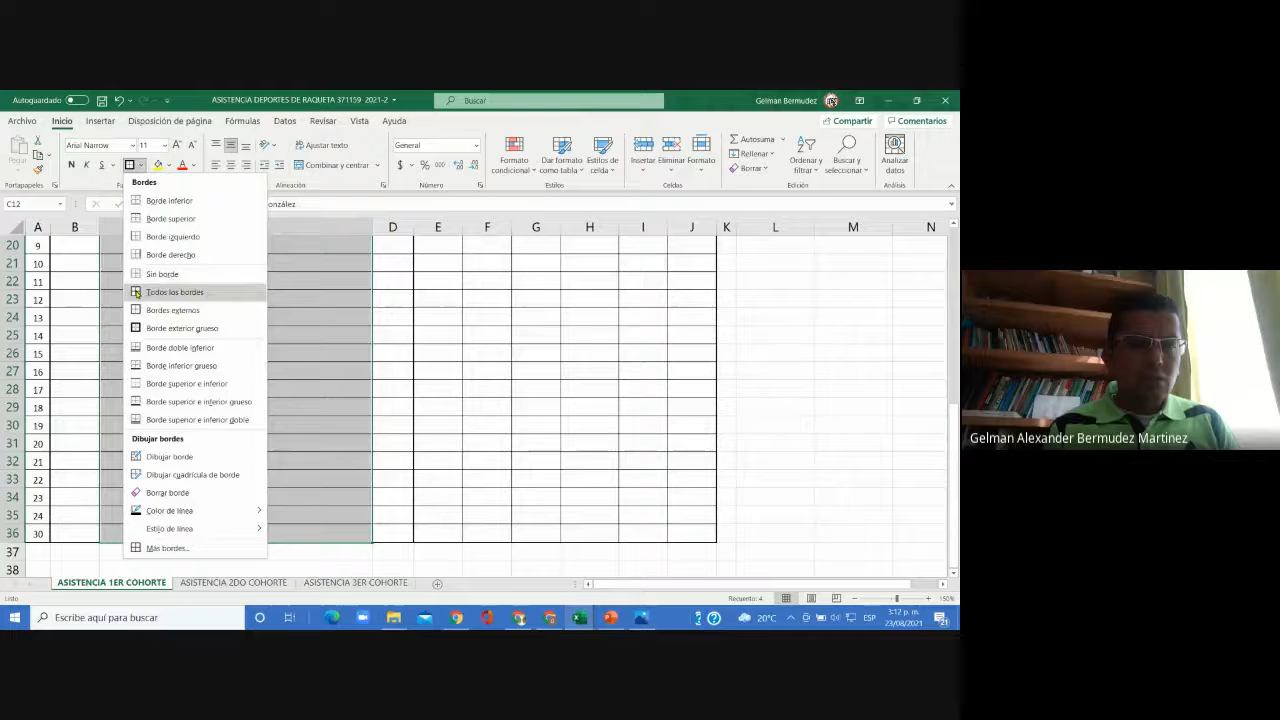 Autoguardado
ASISTENCIA DEPORTES DE RAQUETA 371159 2021-2
Buscar
Gelman Bermudez
Archivo Inicio Insertar Disposición de página Fórmulas Datos Revisar Vista Ayuda
Compartir Comentarios
Pegar
Arial Narrow 11
N K S
Ajustar texto
Combinar y centrar
General
$ % 000
Formato condicional
Dar formato como tabla
Estilos de celda
Insertar Eliminar Formato
Autosuma
Rellenar
Borrar
Ordenar y filtrar
Buscar y seleccionar
Analizar datos
Portapapeles
Alineación
Número
Estilos
Celdas
Edición
Análisis
C12
onzález
A B D E F G H I J K L M N
20 9
21 10
22 11
23 12
24 13
25 14
26 15
27 16
28 17
29 18
30 19
31 20
32 21
33 22
34 23
35 24
36 30
37
38
Bordes
Borde inferior
Borde superior
Borde izquierdo
Borde derecho
Sin borde
Todos los bordes
Bordes externos
Borde exterior grueso
Borde doble inferior
Borde inferior grueso
Borde superior e inferior
Borde superior e inferior grueso
Borde superior e inferior doble
Dibujar bordes
Dibujar borde
Dibujar cuadrícula de borde
Borrar borde
Color de línea
Estilo de línea
Más bordes...
ASISTENCIA 1ER COHORTE ASISTENCIA 2DO COHORTE ASISTENCIA 3ER COHORTE
Listo
Recuento: 4
150%
Escribe aquí para buscar
20°C
ESP
3:12 p. m.
23/08/2021
21
Gelman Alexander Bermudez Martinez